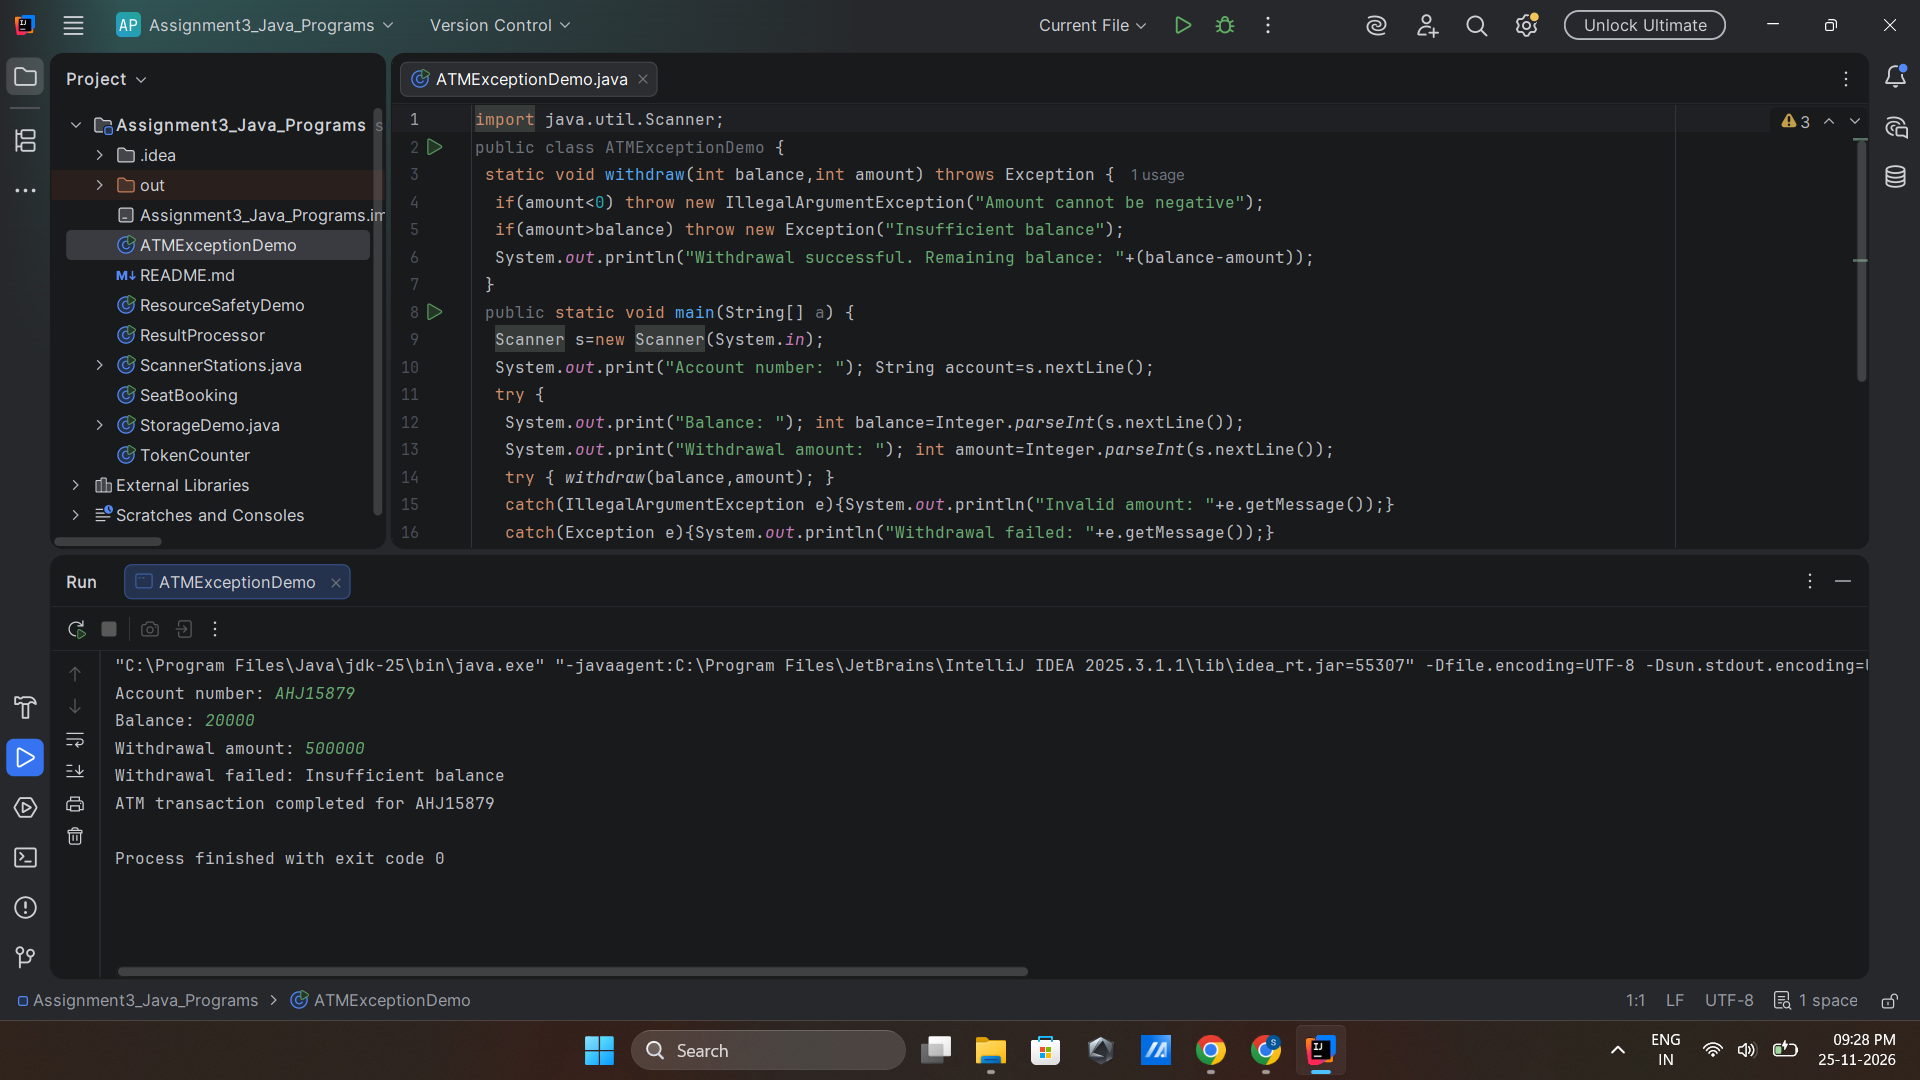 AP Assignment3_Java_Programs Version Control Current File Unlock Ultimate
Project
Assignment3_Java_Programs
.idea
out
Assignment3_Java_Programs.im
ATMExceptionDemo
README.md
ResourceSafetyDemo
ResultProcessor
ScannerStations.java
SeatBooking
StorageDemo.java
TokenCounter
External Libraries
Scratches and Consoles
ATMExceptionDemo.java
3
1 import java.util.Scanner;
2 public class ATMExceptionDemo {
3 static void withdraw(int balance,int amount) throws Exception { 1 usage
4 if(amount<0) throw new IllegalArgumentException("Amount cannot be negative");
5 if(amount>balance) throw new Exception("Insufficient balance");
6 System.out.println("Withdrawal successful. Remaining balance: "+(balance-amount));
7 }
8 public static void main(String[] a) {
9 Scanner s=new Scanner(System.in);
10 System.out.print("Account number: "); String account=s.nextLine();
11 try {
12 System.out.print("Balance: "); int balance=Integer.parseInt(s.nextLine());
13 System.out.print("Withdrawal amount: "); int amount=Integer.parseInt(s.nextLine());
14 try { withdraw(balance,amount); }
15 catch(IllegalArgumentException e){System.out.println("Invalid amount: "+e.getMessage());}
16 catch(Exception e){System.out.println("Withdrawal failed: "+e.getMessage());}
Run ATMExceptionDemo
"C:\Program Files\Java\jdk-25\bin\java.exe" "-javaagent:C:\Program Files\JetBrains\IntelliJ IDEA 2025.3.1.1\lib\idea_rt.jar=55307" -Dfile.encoding=UTF-8 -Dsun.stdout.encoding=
Account number: AHJ15879
Balance: 20000
Withdrawal amount: 500000
Withdrawal failed: Insufficient balance
ATM transaction completed for AHJ15879
Process finished with exit code 0
Assignment3_Java_Programs > ATMExceptionDemo
1:1 LF UTF-8 1 space
Search
ENG
IN
09:28 PM
25-11-2026